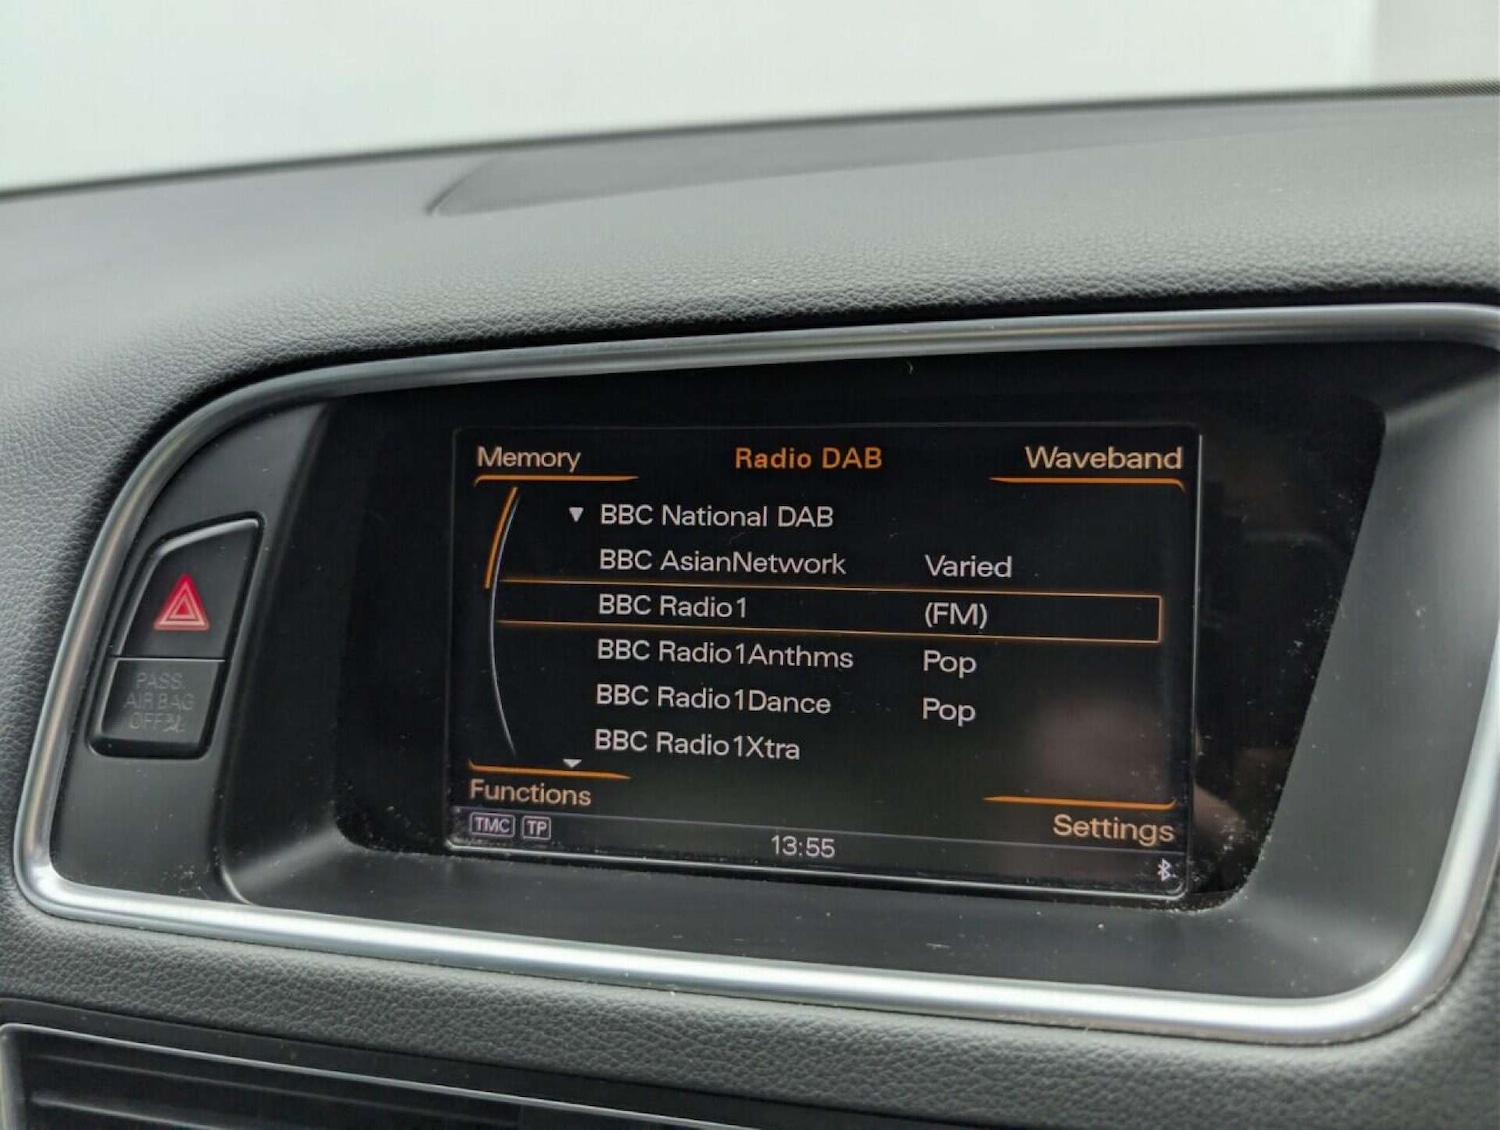 Memory Radio DAB Waveband
▼ BBC National DAB
BBC AsianNetwork Varied
BBC Radio1 (FM)
BBC Radio1Anthms Pop
BBC Radio1Dance Pop
BBC Radio1Xtra
Functions Settings
TMC TP 13:55
PASS.
AIR BAG
OFF